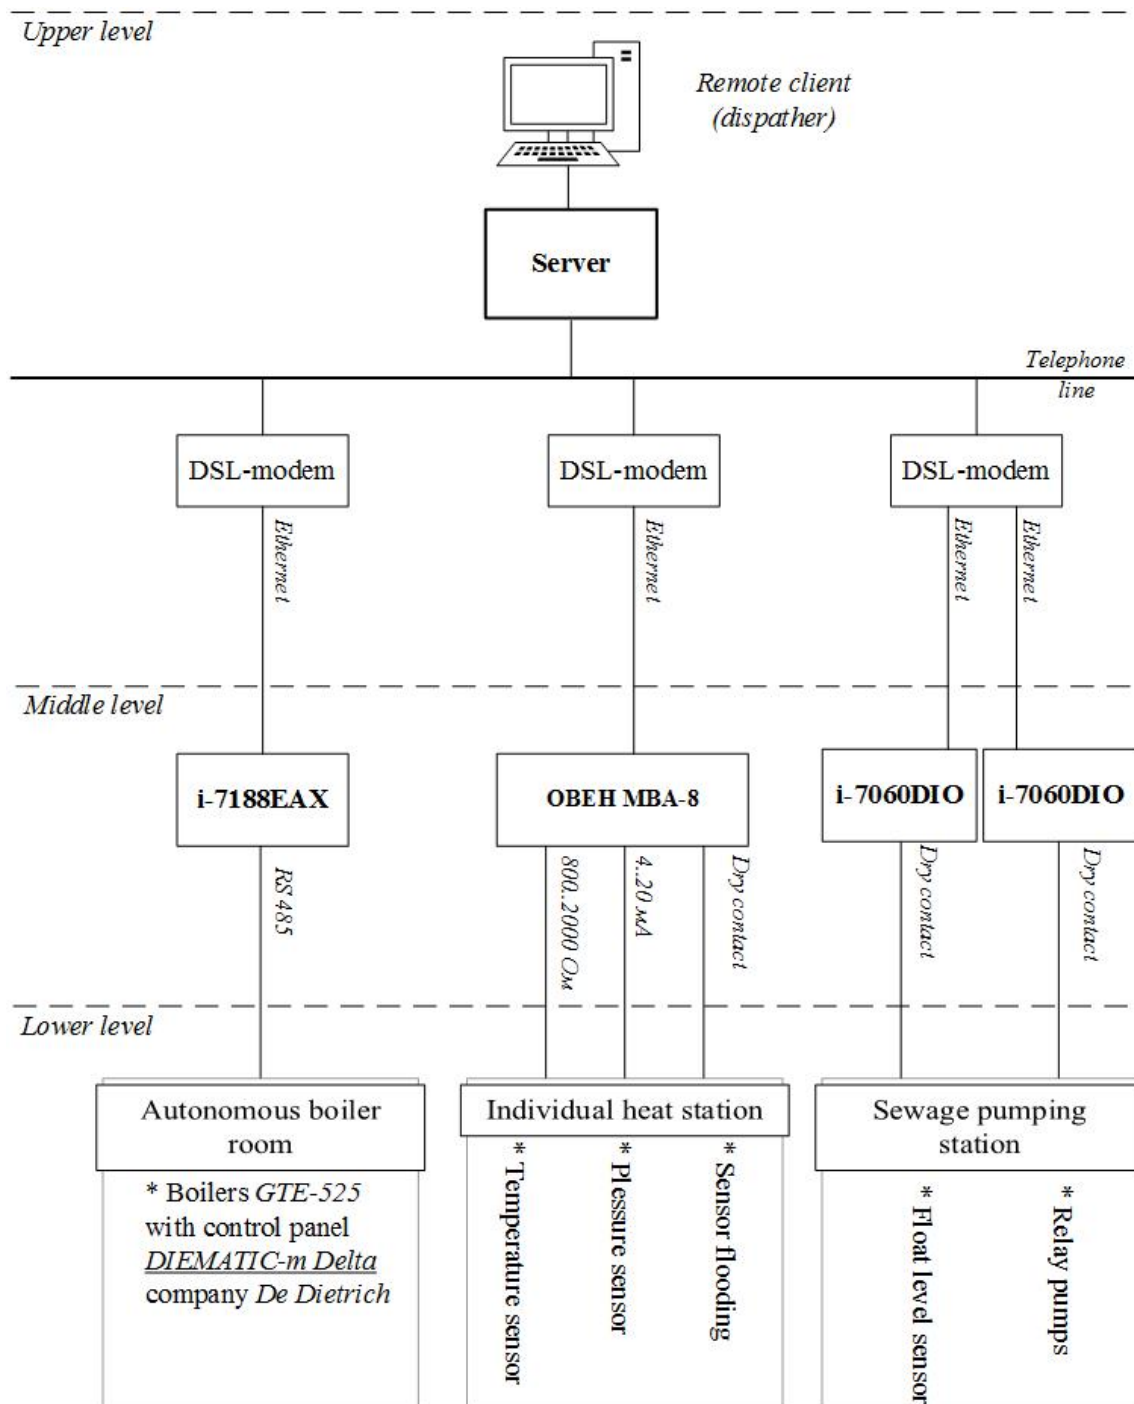 Upper level
Remote client
(dispather)
Server
Telephone
line
DSL-modem
DSL-modem
DSL-modem
Ethernet
Ethernet
Ethernet
Ethernet
Middle level
i-7188EAX
ОВЕН МВА-8
i-7060DIO
i-7060DIO
RS 485
800..2000 Ом
4..20 мА
Dry contact
Dry contact
Dry contact
Lower level
Autonomous boiler
room
* Boilers GTE-525
with control panel
DIEMATIC-m Delta
company De Dietrich
Individual heat station
* Temperature sensor
* Plessure sensor
* Sensor flooding
Sewage pumping
station
* Float level sensor
* Relay pumps